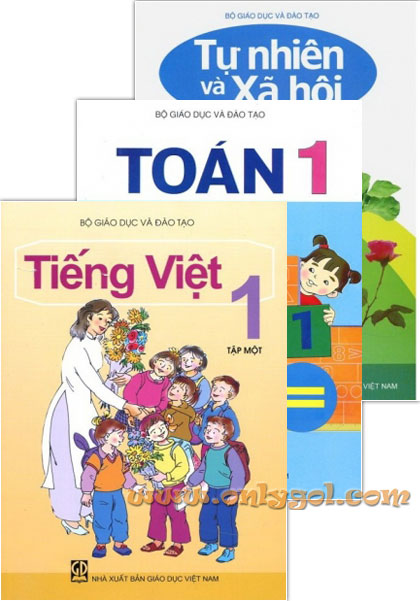 BỘ GIÁO DỤC VÀ ĐÀO TẠO
Tự nhiên
và Xã hội
BỘ GIÁO DỤC VÀ ĐÀO TẠO
TOÁN 1
BỘ GIÁO DỤC VÀ ĐÀO TẠO
Tiếng Việt
1
TẬP MỘT
1
=
VIỆT NAM
www.onlygol.com
GD
NHÀ XUẤT BẢN GIÁO DỤC VIỆT NAM